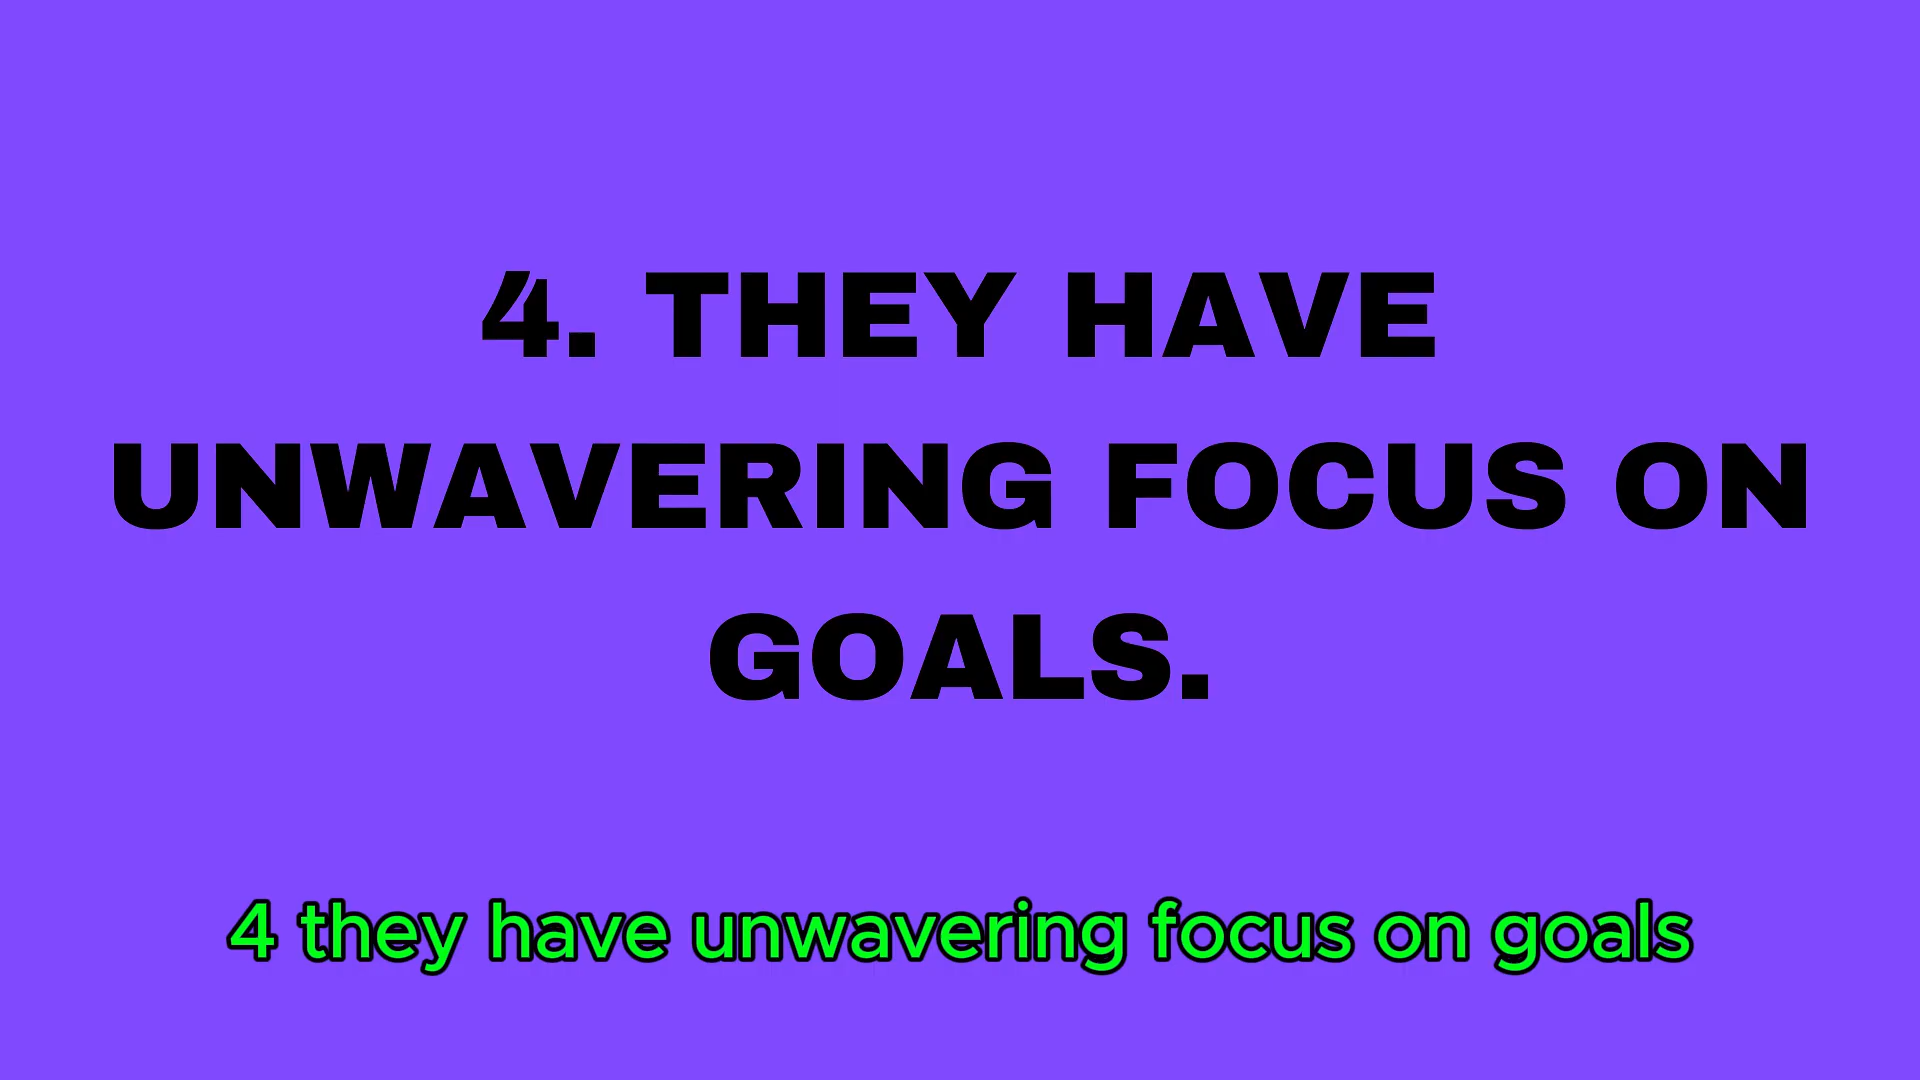 4. THEY HAVE
UNWAVERING FOCUS ON
GOALS.
4 they have unwavering focus on goals